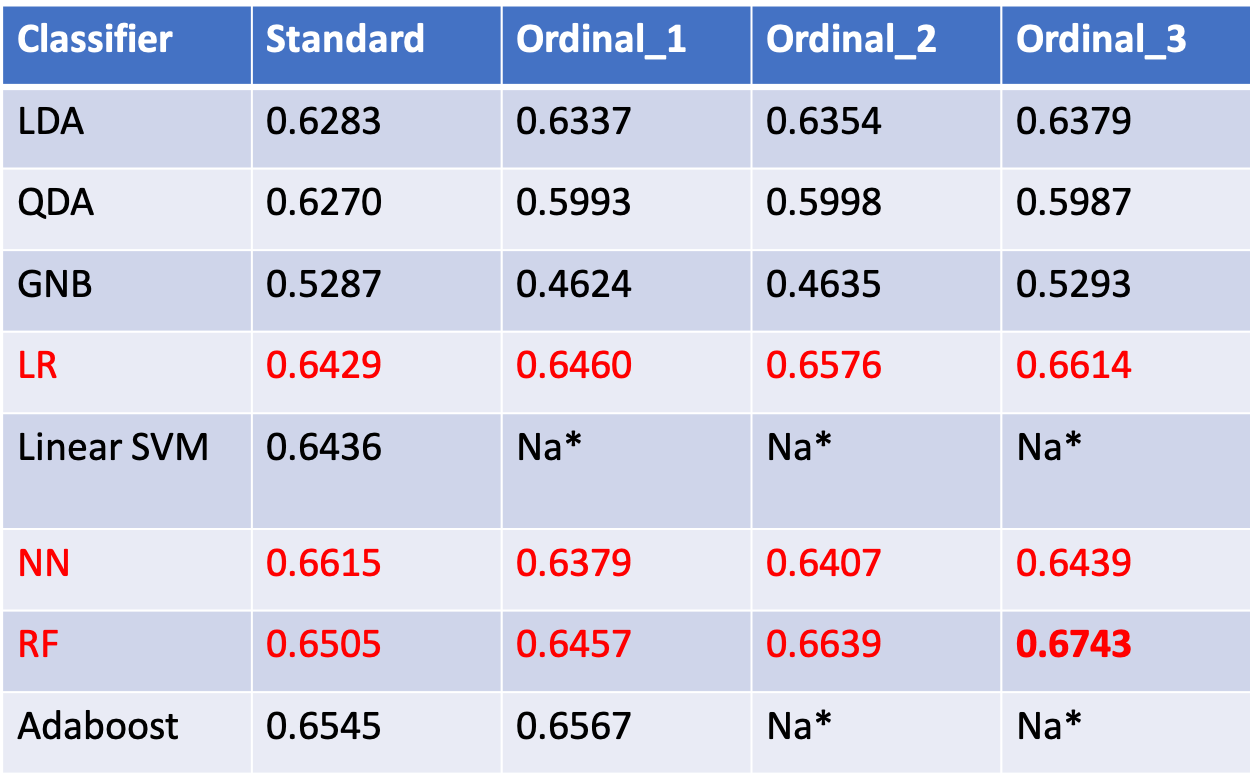 Classifier Standard Ordinal_1 Ordinal_2 Ordinal_3
LDA 0.6283 0.6337 0.6354 0.6379
QDA 0.6270 0.5993 0.5998 0.5987
GNB 0.5287 0.4624 0.4635 0.5293
LR 0.6429 0.6460 0.6576 0.6614
Linear SVM 0.6436 Na* Na* Na*
NN 0.6615 0.6379 0.6407 0.6439
RF 0.6505 0.6457 0.6639 0.6743
Adaboost 0.6545 0.6567 Na* Na*